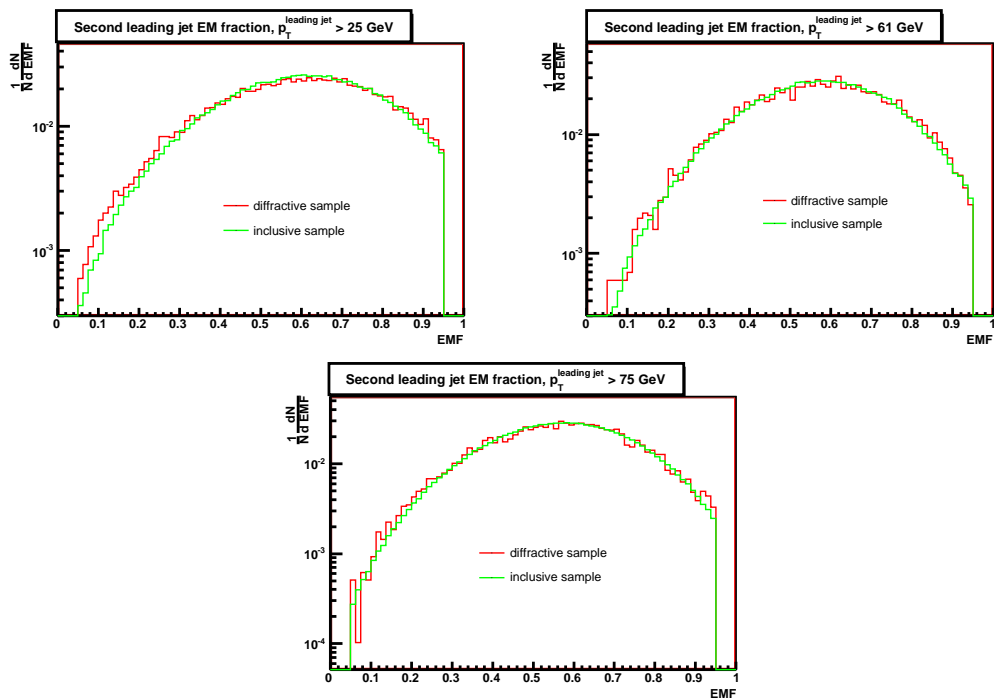 Second leading jet EM fraction, p_T^leading jet > 25 GeV
1/N dN/d EMF
10^-2
10^-3
diffractive sample
inclusive sample
0 0.1 0.2 0.3 0.4 0.5 0.6 0.7 0.8 0.9 1
EMF
Second leading jet EM fraction, p_T^leading jet > 61 GeV
1/N dN/d EMF
10^-2
10^-3
diffractive sample
inclusive sample
0 0.1 0.2 0.3 0.4 0.5 0.6 0.7 0.8 0.9 1
EMF
Second leading jet EM fraction, p_T^leading jet > 75 GeV
1/N dN/d EMF
10^-2
10^-3
10^-4
diffractive sample
inclusive sample
0 0.1 0.2 0.3 0.4 0.5 0.6 0.7 0.8 0.9 1
EMF